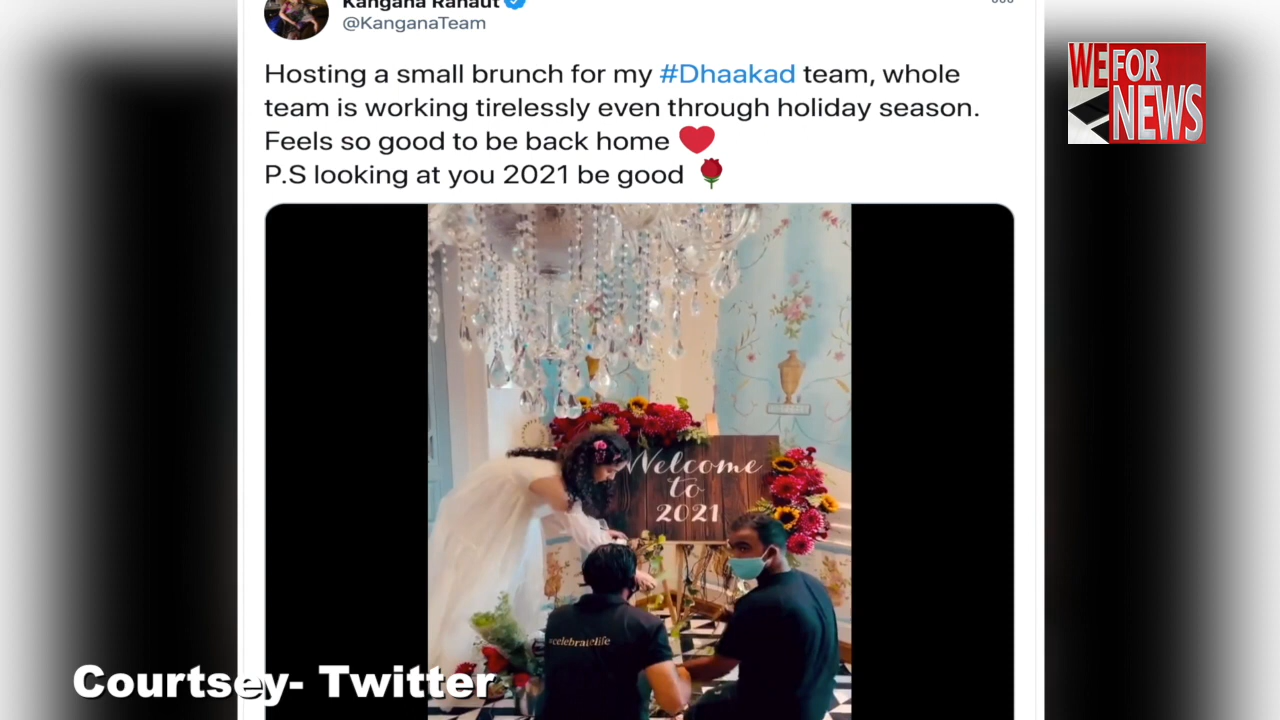 Kangana Ranaut
@KanganaTeam
Hosting a small brunch for my #Dhaakad team, whole
team is working tirelessly even through holiday season.
Feels so good to be back home ❤️
P.S looking at you 2021 be good 🌹
WE FOR
NEWS
Welcome
to
2021
#celebratelife
Courtsey- Twitter